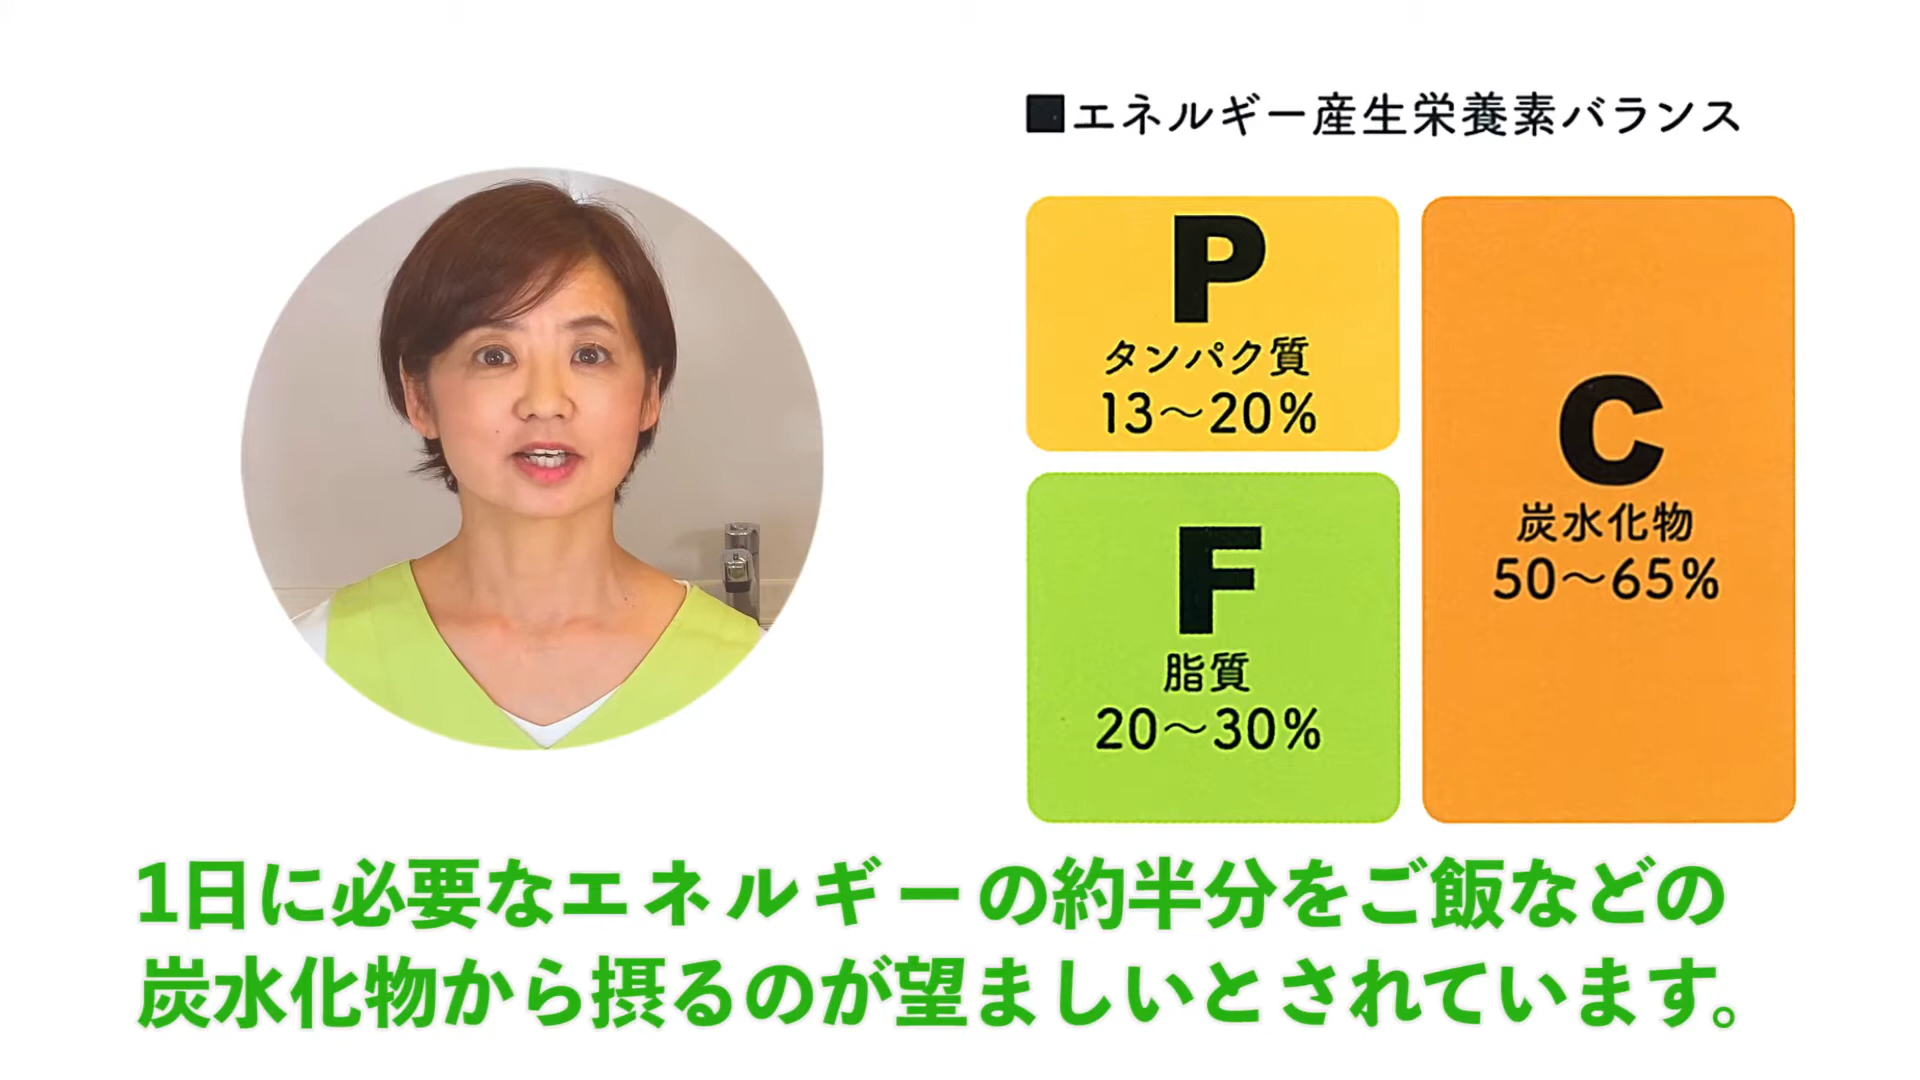 ■エネルギー産生栄養素バランス
P
タンパク質
13～20%
F
脂質
20～30%
C
炭水化物
50～65%
1日に必要なエネルギーの約半分をご飯などの
炭水化物から摂るのが望ましいとされています。